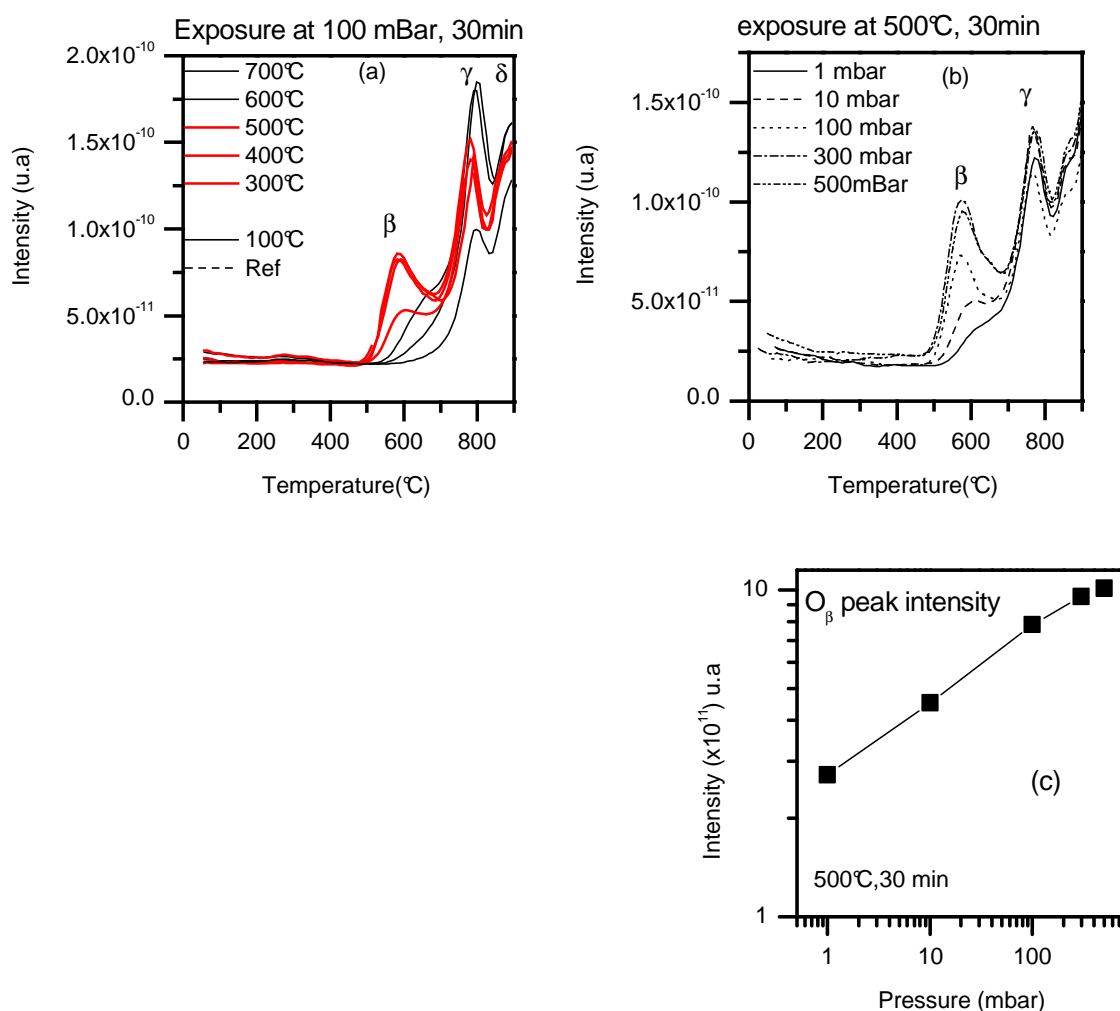 Exposure at 100 mBar, 30min
2.0x10⁻¹⁰
1.5x10⁻¹⁰
1.0x10⁻¹⁰
5.0x10⁻¹¹
0.0
Intensity (u.a)
(a)
γ δ
700°C
600°C
500°C
400°C
300°C
100°C
Ref
β
0 200 400 600 800
Temperature(°C)
exposure at 500°C, 30min
1.5x10⁻¹⁰
1.0x10⁻¹⁰
5.0x10⁻¹¹
0.0
Intensity (u.a)
1 mbar
10 mbar
100 mbar
300 mbar
500mBar
(b)
γ
β
0 200 400 600 800
Temperature(°C)
10
1
Intensity (x10¹¹) u.a
Oᵦ peak intensity
(c)
500°C,30 min
1 10 100
Pressure (mbar)